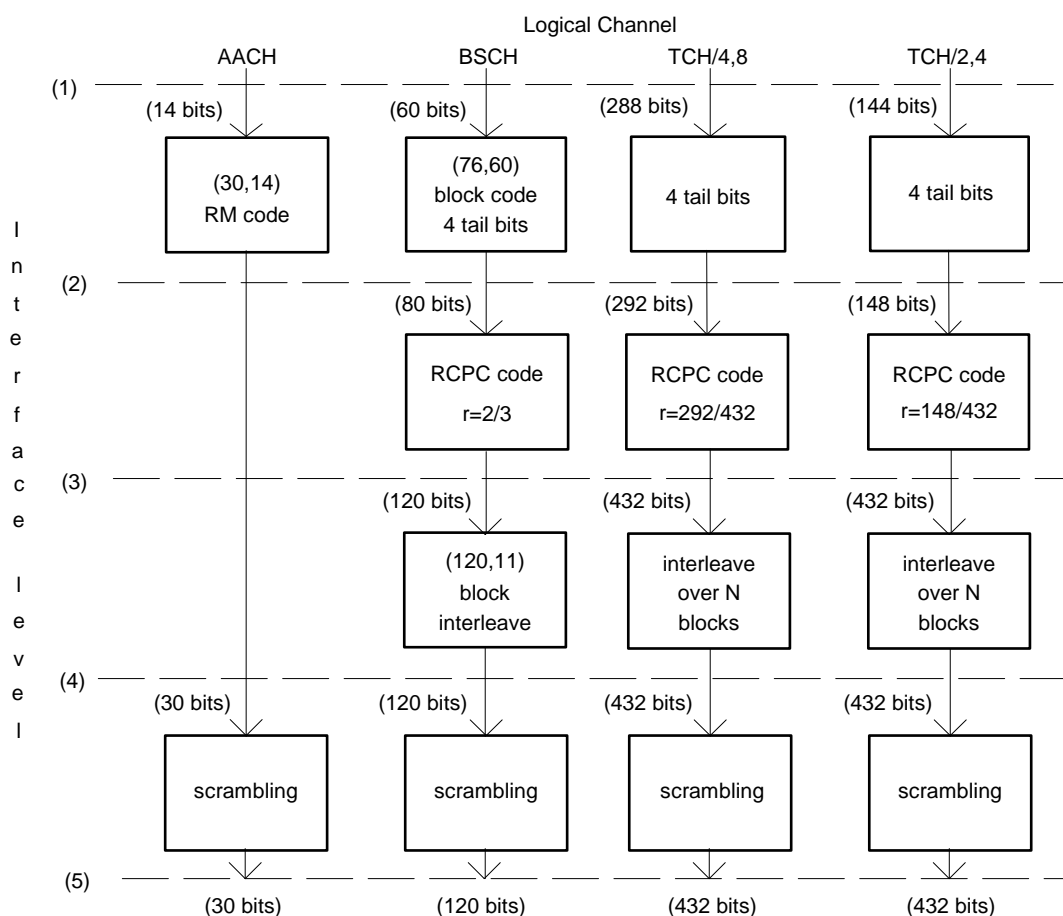 Logical Channel
AACH BSCH TCH/4,8 TCH/2,4
(1)
(14 bits) (60 bits) (288 bits) (144 bits)
(30,14)
RM code
(76,60)
block code
4 tail bits
4 tail bits
4 tail bits
Interface level
(2)
(80 bits) (292 bits) (148 bits)
RCPC code
r=2/3
RCPC code
r=292/432
RCPC code
r=148/432
(3)
(120 bits) (432 bits) (432 bits)
(120,11)
block
interleave
interleave
over N
blocks
interleave
over N
blocks
(4)
(30 bits) (120 bits) (432 bits) (432 bits)
scrambling scrambling scrambling scrambling
(5)
(30 bits) (120 bits) (432 bits) (432 bits)